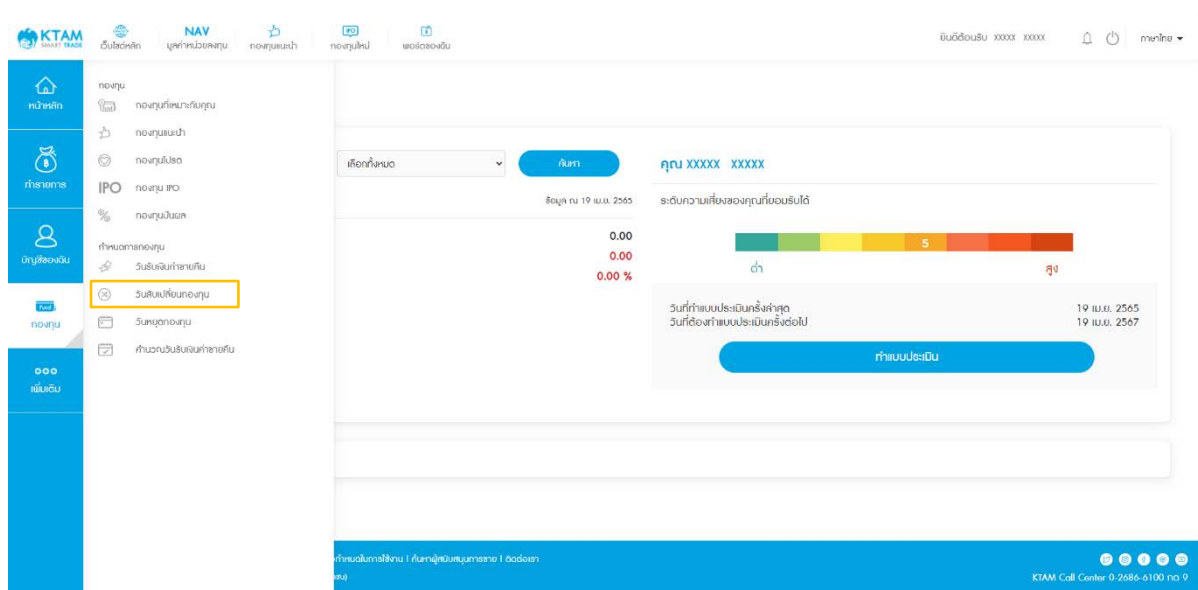 KTAM
SMART TRADE
เว็บไซต์หลัก
NAV
มูลค่าหน่วยลงทุน
กองทุนแนะนำ
IPO
กองทุนใหม่
พอร์ตของฉัน
ยินดีต้อนรับ xxxxx xxxxx
ภาษาไทย
หน้าหลัก
ทำรายการ
บัญชีของฉัน
Fund
กองทุน
เพิ่มเติม
กองทุน
กองทุนที่เหมาะกับคุณ
กองทุนแนะนำ
กองทุนโปรด
IPO กองทุน IPO
กองทุนปันผล
กำหนดการกองทุน
วันรับเงินค่าขายคืน
วันสับเปลี่ยนกองทุน
วันหยุดกองทุน
คำนวณวันรับเงินค่าขายคืน
เลือกทั้งหมด
ค้นหา
ข้อมูล ณ 19 เม.ย. 2565
0.00
0.00
0.00 %
คุณ XXXXX XXXXX
ระดับความเสี่ยงของคุณที่ยอมรับได้
5
ต่ำ สูง
วันที่ทำแบบประเมินครั้งล่าสุด 19 เม.ย. 2565
วันที่ต้องทำแบบประเมินครั้งต่อไป 19 เม.ย. 2567
ทำแบบประเมิน
กำหนดในการใช้งาน | ค้นหาผู้สนับสนุนการขาย | ติดต่อเรา
KTAM Call Center 0-2686-6100 กด 9